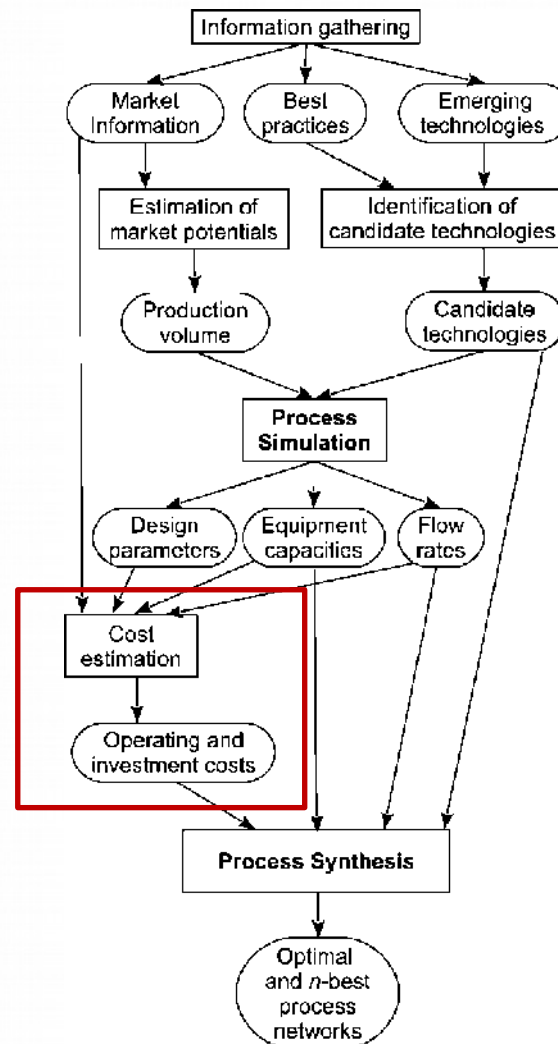 Information gathering
Market
Information
Best
practices
Emerging
technologies
Estimation of
market potentials
Identification of
candidate technologies
Production
volume
Candidate
technologies
Process
Simulation
Design
parameters
Equipment
capacities
Flow
rates
Cost
estimation
Operating and
investment costs
Process Synthesis
Optimal
and n-best
process
networks